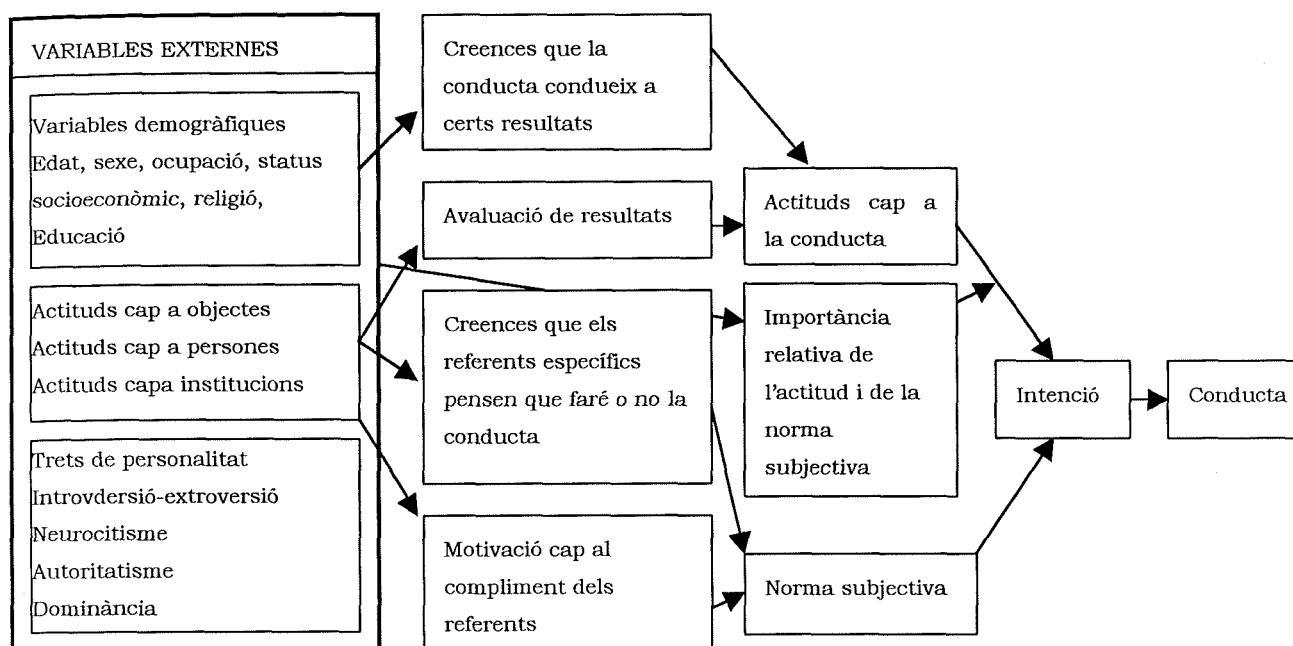 VARIABLES EXTERNES
Variables demogràfiques
Edat, sexe, ocupació, status
socioeconòmic, religió,
Educació
Actituds cap a objectes
Actituds cap a persones
Actituds capa institucions
Trets de personalitat
Introvdersió-extroversió
Neurocitisme
Autoritatisme
Dominància
Creences que la
conducta condueix a
certs resultats
Avaluació de resultats
Creences que els
referents específics
pensen que faré o no la
conducta
Motivació cap al
compliment dels
referents
Actituds cap a
la conducta
Importància
relativa de
l'actitud i de la
norma
subjectiva
Norma subjectiva
Intenció
Conducta